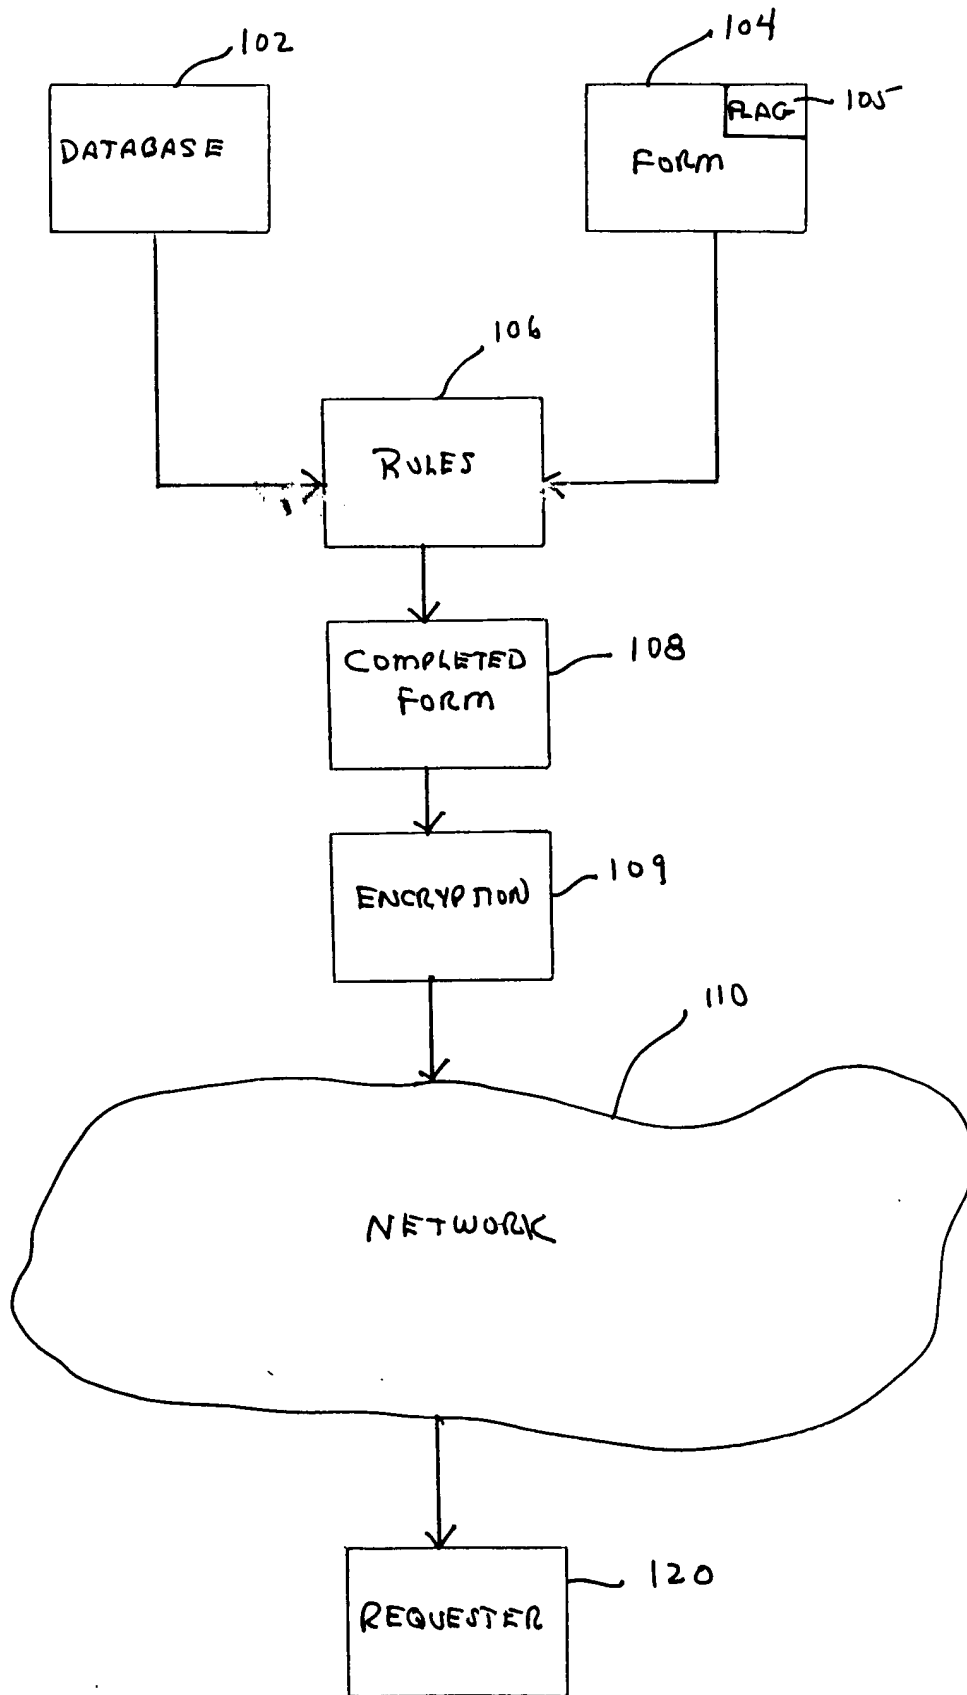 102
104
DATABASE
FLAG
105
FORM
106
RULES
COMPLETED
FORM
108
ENCRYPTION
109
110
NETWORK
REQUESTER
120